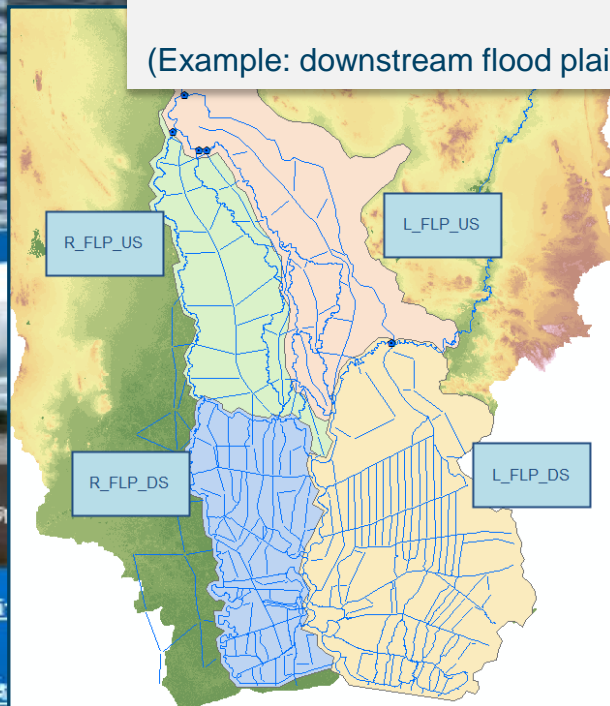 (Example: downstream flood plai
L_FLP_US
R_FLP_US
L_FLP_DS
R_FLP_DS